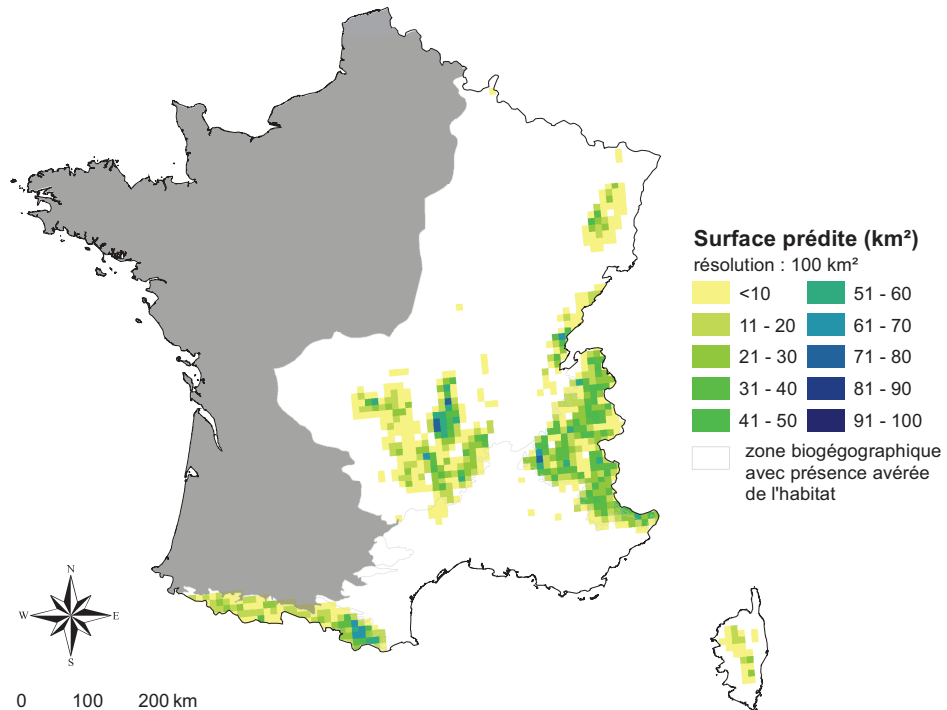 Surface prédite (km²)
résolution : 100 km²
<10
51 - 60
11 - 20
61 - 70
21 - 30
71 - 80
31 - 40
81 - 90
41 - 50
91 - 100
zone biogégographique
avec présence avérée
de l'habitat
N
W
E
S
0 100 200 km